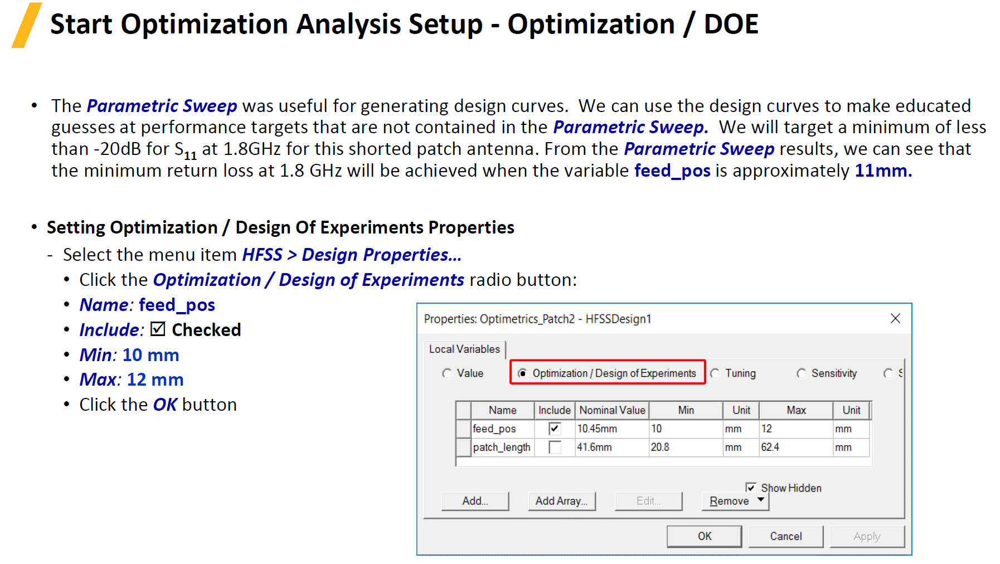 Start Optimization Analysis Setup - Optimization / DOE
• The Parametric Sweep was useful for generating design curves. We can use the design curves to make educated
guesses at performance targets that are not contained in the Parametric Sweep. We will target a minimum of less
than -20dB for S11 at 1.8GHz for this shorted patch antenna. From the Parametric Sweep results, we can see that
the minimum return loss at 1.8 GHz will be achieved when the variable feed_pos is approximately 11mm.
• Setting Optimization / Design Of Experiments Properties
- Select the menu item HFSS > Design Properties…
• Click the Optimization / Design of Experiments radio button:
• Name: feed_pos
• Include: ☑ Checked
• Min: 10 mm
• Max: 12 mm
• Click the OK button
Properties: Optimetrics_Patch2 - HFSSDesign1
Local Variables
Value Optimization / Design of Experiments Tuning Sensitivity
Name Include Nominal Value Min Unit Max Unit
feed_pos 10.45mm 10 mm 12 mm
patch_length 41.6mm 20.8 mm 62.4 mm
Show Hidden
Add... Add Array... Edit... Remove
OK Cancel Apply